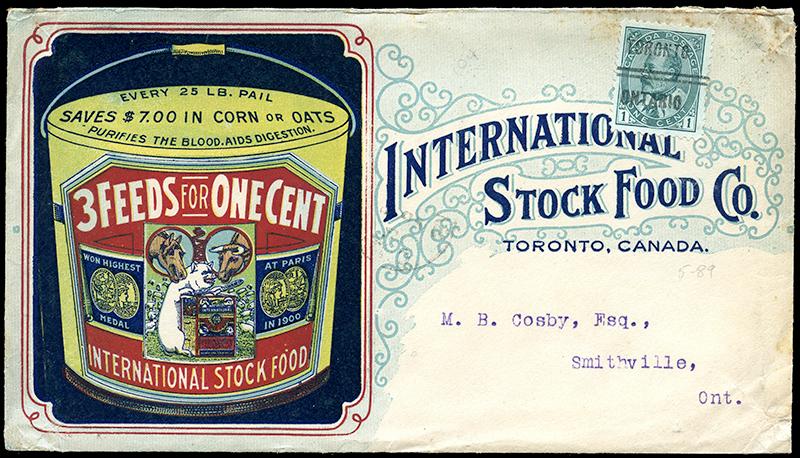 EVERY 25 LB. PAIL
SAVES $7.00 IN CORN OR OATS
PURIFIES THE BLOOD. AIDS DIGESTION.
3 FEEDS FOR ONE CENT
WON HIGHEST
MEDAL
AT PARIS
IN 1900
INTERNATIONAL STOCK FOOD
CANADA POSTAGE
TORONTO
ONTARIO
1 1
ONE CENT
INTERNATIONAL
STOCK FOOD CO.
TORONTO, CANADA.
5-89
M. B. Cosby, Esq.,
Smithville,
Ont.